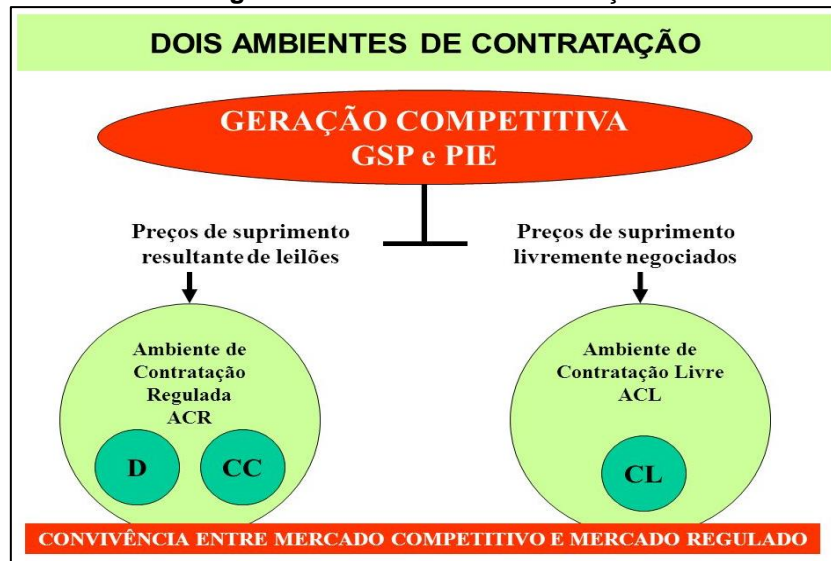 DOIS AMBIENTES DE CONTRATAÇÃO
GERAÇÃO COMPETITIVA
GSP e PIE
Preços de suprimento
resultante de leilões
Preços de suprimento
livremente negociados
Ambiente de
Contratação
Regulada
ACR
D
CC
Ambiente de
Contratação Livre
ACL
CL
CONVIVÊNCIA ENTRE MERCADO COMPETITIVO E MERCADO REGULADO